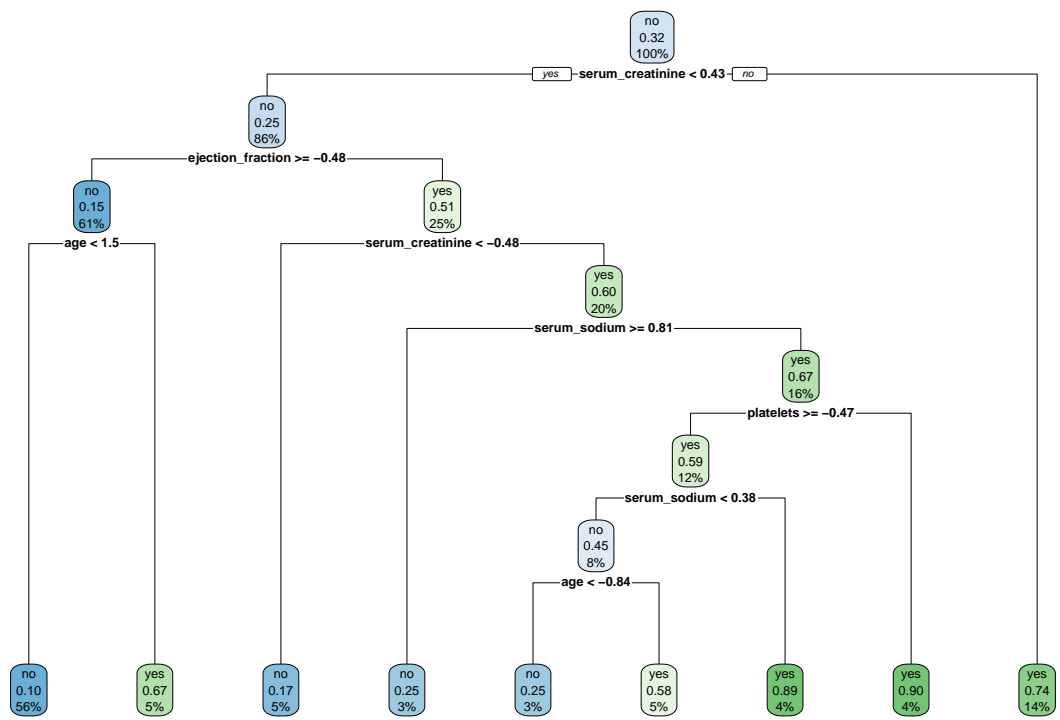 no
0.32
100%
yes serum_creatinine < 0.43 no
no
0.25
86%
ejection_fraction >= −0.48
no
0.15
61%
yes
0.51
25%
age < 1.5
serum_creatinine < −0.48
yes
0.60
20%
serum_sodium >= 0.81
yes
0.67
16%
platelets >= −0.47
yes
0.59
12%
serum_sodium < 0.38
no
0.45
8%
age < −0.84
no
0.10
56%
yes
0.67
5%
no
0.17
5%
no
0.25
3%
no
0.25
3%
yes
0.58
5%
yes
0.89
4%
yes
0.90
4%
yes
0.74
14%